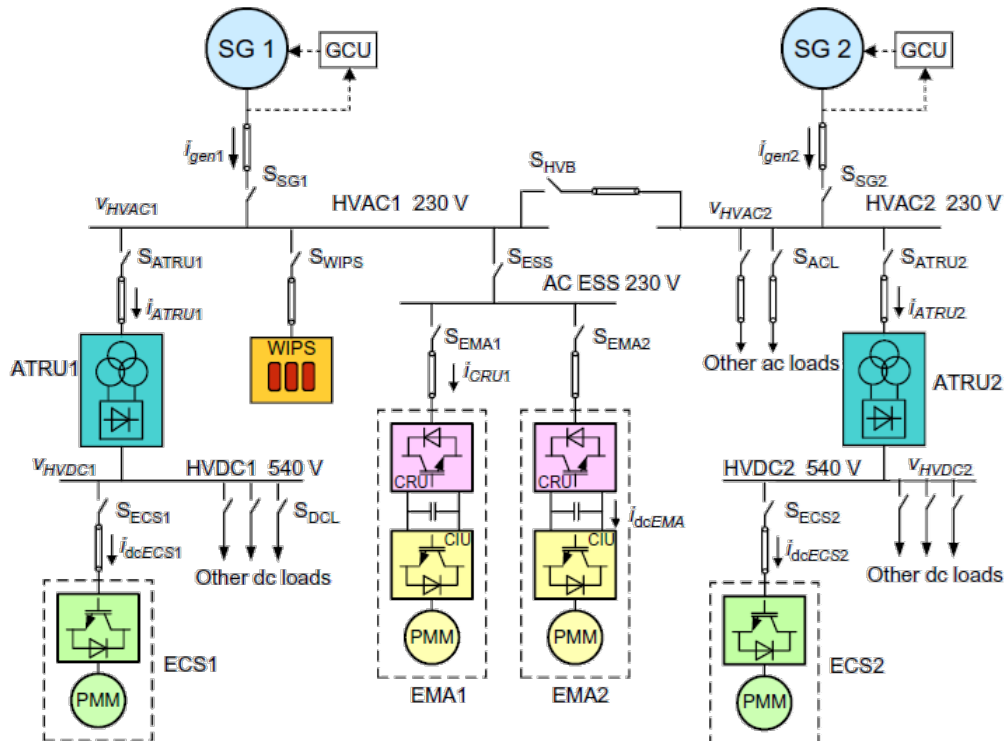 SG 1
GCU
SG 2
GCU
i_gen1
S_SG1
S_HVB
i_gen2
S_SG2
v_HVAC1
HVAC1 230 V
v_HVAC2
HVAC2 230 V
S_ATRU1
S_WIPS
S_ESS
S_ACL
S_ATRU2
AC ESS 230 V
i_ATRU1
i_ATRU2
S_EMA1
S_EMA2
ATRU1
WIPS
i_CRU1
Other ac loads
ATRU2
CRU
CRU
v_HVDC1
HVDC1 540 V
HVDC2 540 V
v_HVDC2
S_ECS1
S_DCL
i_dcEMA
S_ECS2
i_dcECS1
CIU
CIU
i_dcECS2
Other dc loads
Other dc loads
PMM
PMM
ECS1
EMA1
EMA2
ECS2
PMM
PMM